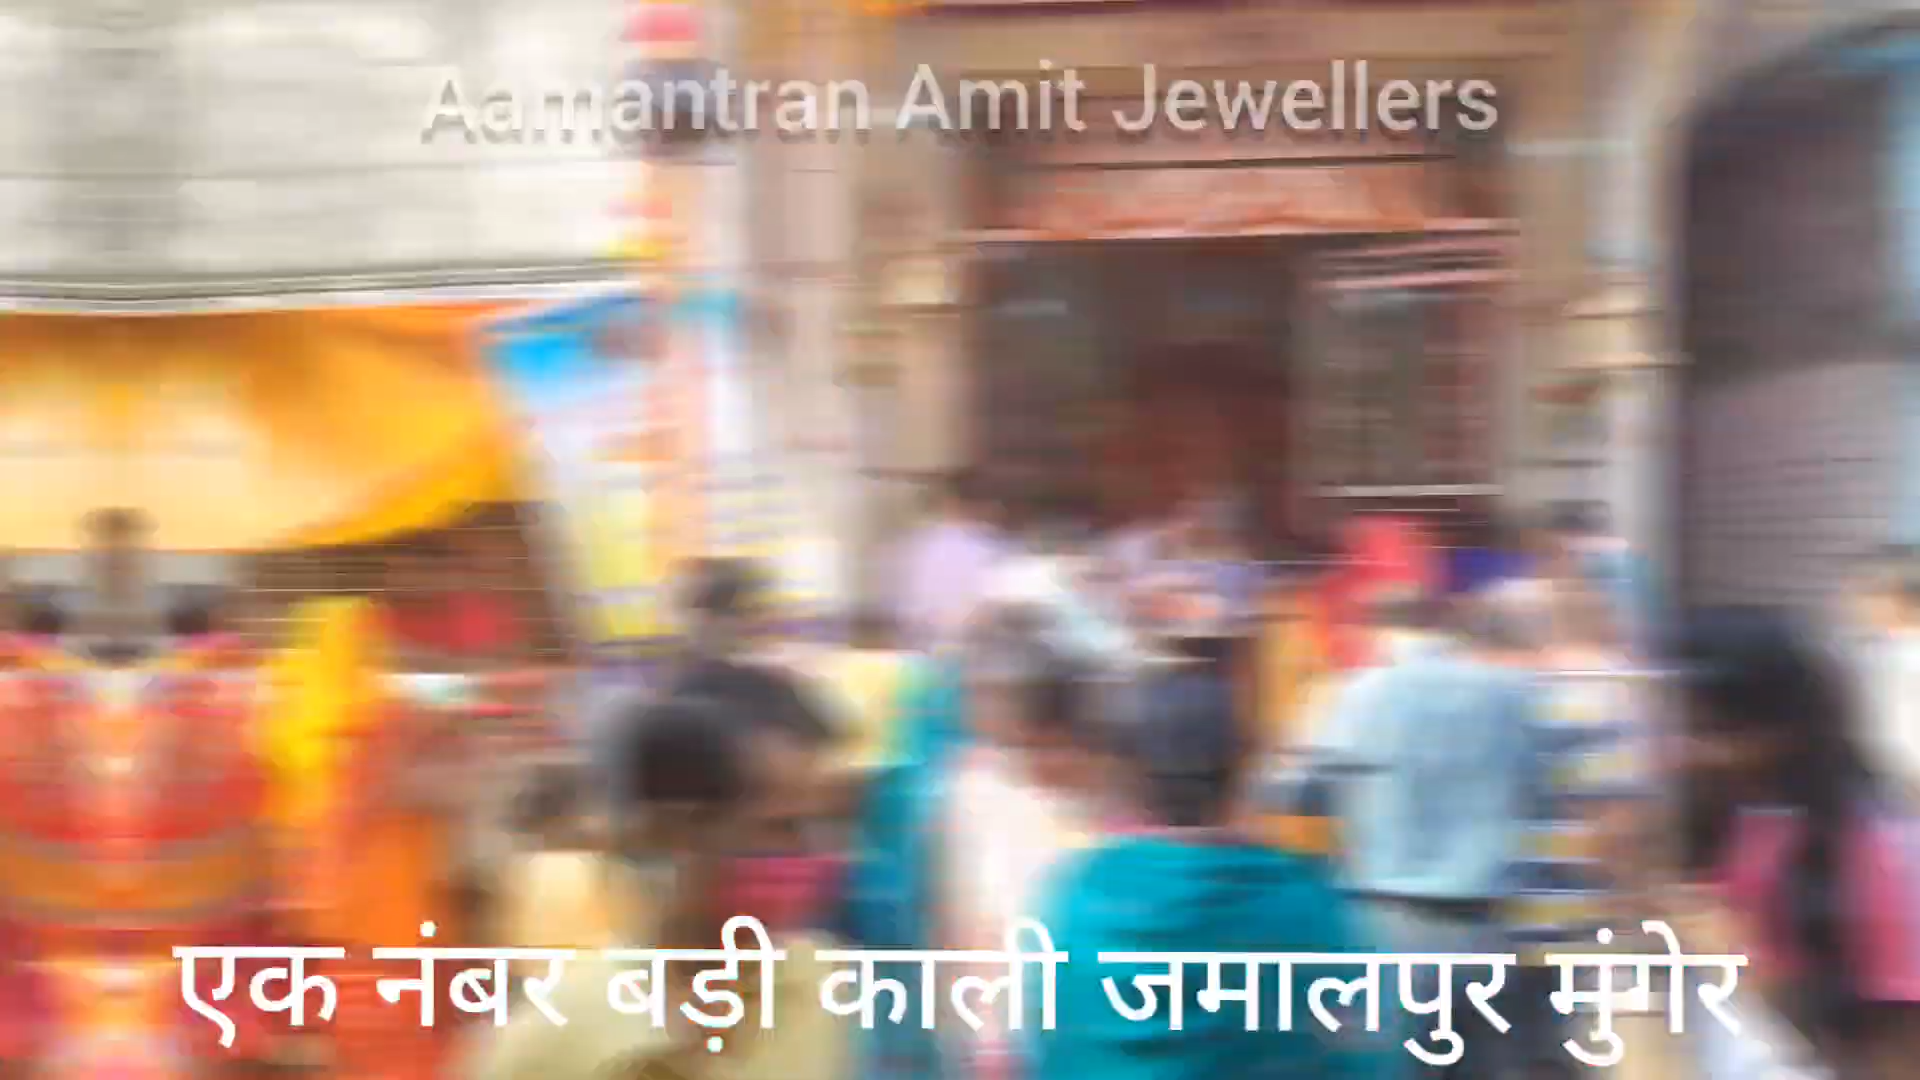 Aamantran Amit Jewellers
एक नंबर बड़ी काली जमालपुर मुंगेर